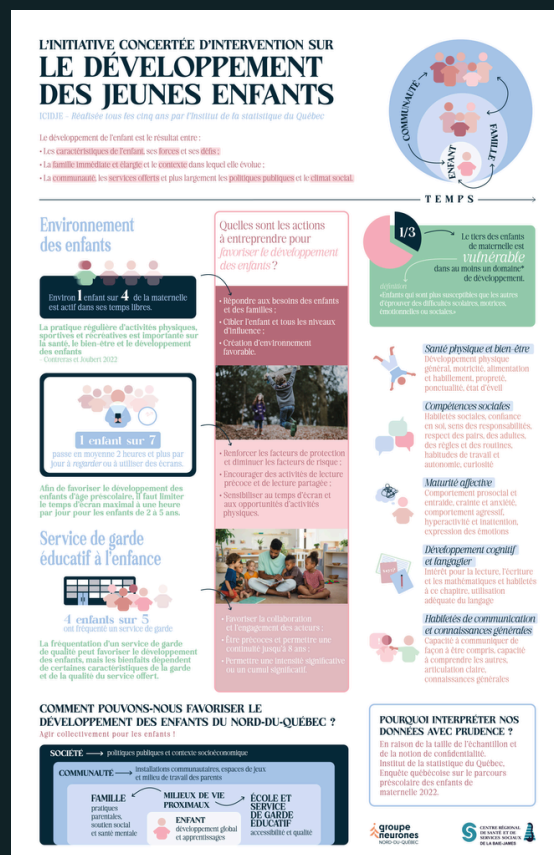 L'INITIATIVE CONCERTÉE D'INTERVENTION SUR
LE DÉVELOPPEMENT
DES JEUNES ENFANTS
ICIDJE - Réalisée tous les cinq ans par l'Institut de la statistique du Québec
Le développement de l'enfant est le résultat entre :
• Les caractéristiques de l'enfant, ses forces et ses défis ;
• La famille immédiate et élargie et le contexte dans lequel elle évolue ;
• La communauté, les services offerts et plus largement les politiques publiques et le climat social.
COMMUNAUTÉ
FAMILLE
ENFANT
TEMPS
Environnement
des enfants
Environ 1 enfant sur 4 de la maternelle
est actif dans ses temps libres.
La pratique régulière d'activités physiques,
sportives et récréatives est importante sur
la santé, le bien-être et le développement
des enfants
- Contreras et Joubert 2022
1 enfant sur 7
passe en moyenne 2 heures et plus par
jour à regarder ou à utiliser des écrans.
Afin de favoriser le développement des
enfants d'âge préscolaire, il faut limiter
le temps d'écran maximal à une heure
par jour pour les enfants de 2 à 5 ans.
Service de garde
éducatif à l'enfance
4 enfants sur 5
ont fréquenté un service de garde
La fréquentation d'un service de garde
de qualité peut favoriser le développement
des enfants, mais les bienfaits dépendent
de certaines caractéristiques de la garde
et de la qualité du service offert.
Quelles sont les actions
à entreprendre pour
favoriser le développement
des enfants ?
• Répondre aux besoins des enfants
et des familles ;
• Cibler l'enfant et tous les niveaux
d'influence ;
• Création d'environnement
favorable.
• Renforcer les facteurs de protection
et diminuer les facteurs de risque ;
• Encourager des activités de lecture
précoce et de lecture partagée ;
• Sensibiliser au temps d'écran et
aux opportunités d'activités
physiques.
• Favoriser la collaboration
et l'engagement des acteurs ;
• Être précoces et permettre une
continuité jusqu'à 8 ans ;
• Permettre une intensité significative
ou un cumul significatif.
1/3
Le tiers des enfants
de maternelle est
vulnérable
dans au moins un domaine*
de développement.
définition
«Enfants qui sont plus susceptibles que les autres
d'éprouver des difficultés scolaires, motrices,
émotionnelles ou sociales.»
Santé physique et bien-être
Développement physique
général, motricité, alimentation
et habillement, propreté,
ponctualité, état d'éveil
Compétences sociales
Habiletés sociales, confiance
en soi, sens des responsabilités,
respect des pairs, des adultes,
des règles et des routines,
habitudes de travail et
autonomie, curiosité
Maturité affective
Comportement prosocial et
entraide, crainte et anxiété,
comportement agressif,
hyperactivité et inattention,
expression des émotions
Développement cognitif
et langagier
Intérêt pour la lecture, l'écriture
et les mathématiques et habiletés
à ce chapitre, utilisation
adéquate du langage
Habiletés de communication
et connaissances générales
Capacité à communiquer de
façon à être compris, capacité
à comprendre les autres,
articulation claire,
connaissances générales
COMMENT POUVONS-NOUS FAVORISER LE
DÉVELOPPEMENT DES ENFANTS DU NORD-DU-QUÉBEC ?
Agir collectivement pour les enfants !
SOCIÉTÉ politiques publiques et contexte socioéconomique
COMMUNAUTÉ installations communautaires, espaces de jeux
et milieu de travail des parents
FAMILLE
pratiques
parentales,
soutien social
et santé mentale
MILIEUX DE VIE
PROXIMAUX
ENFANT
développement global
et apprentissages
ÉCOLE ET
SERVICE
DE GARDE
ÉDUCATIF
accessibilité et qualité
POURQUOI INTERPRÉTER NOS
DONNÉES AVEC PRUDENCE ?
En raison de la taille de l'échantillon et
de la notion de confidentialité.
Institut de la statistique du Québec.
Enquête québécoise sur le parcours
préscolaire des enfants de
maternelle 2022.
groupe
neurones
NORD-DU-QUÉBEC
CENTRE RÉGIONAL
DE SANTÉ ET DE
SERVICES SOCIAUX
DE LA BAIE-JAMES